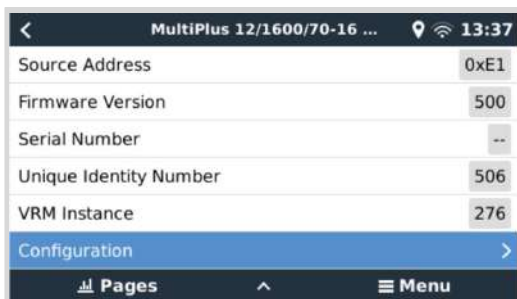 MultiPlus 12/1600/70-16 ... 13:37
Source Address 0xE1
Firmware Version 500
Serial Number --
Unique Identity Number 506
VRM Instance 276
Configuration
Pages Menu